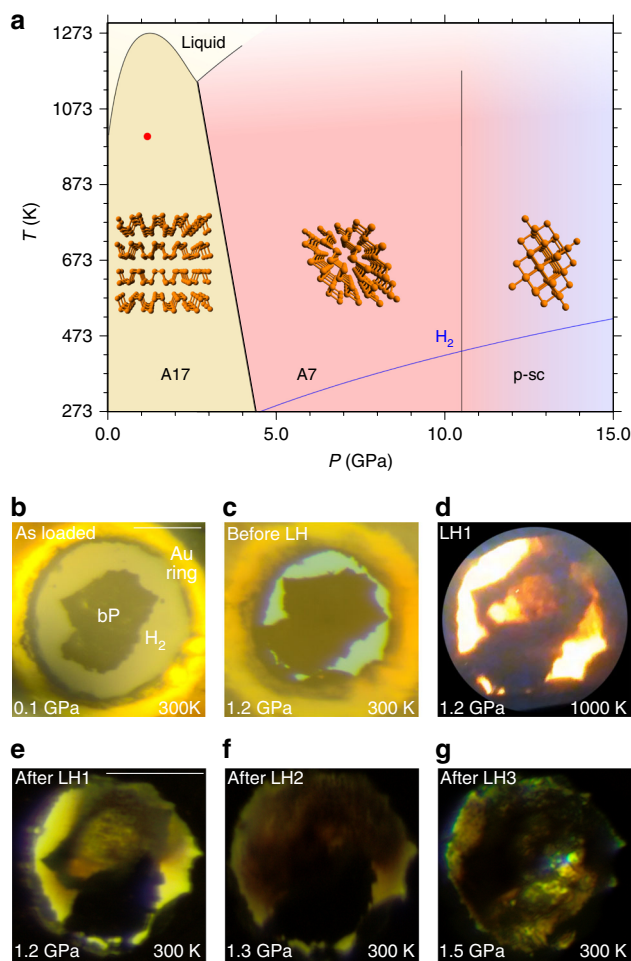 a
1273
1073
873
673
473
273
T (K)
Liquid
H2
A17
A7
p-sc
0.0
5.0
10.0
15.0
P (GPa)
b
As loaded
Au
ring
bP
H2
0.1 GPa
300K
c
Before LH
1.2 GPa
300 K
d
LH1
1.2 GPa
1000 K
e
After LH1
1.2 GPa
300 K
f
After LH2
1.3 GPa
300 K
g
After LH3
1.5 GPa
300 K